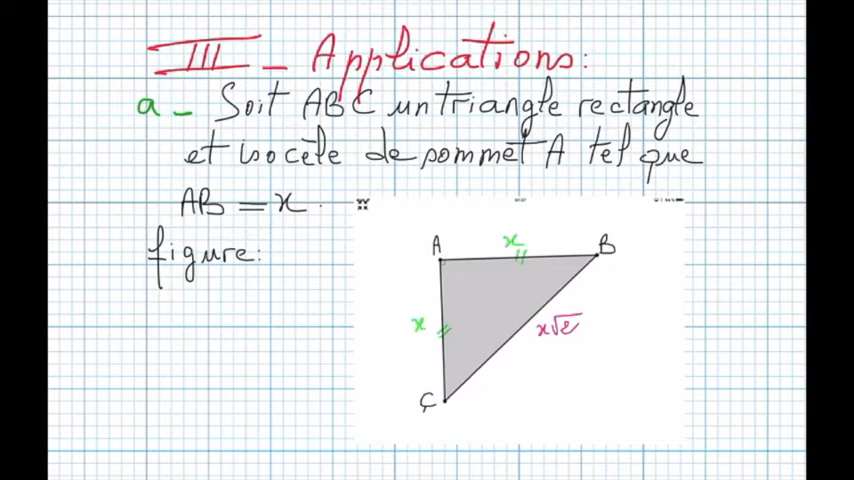 III - Applications:
a - Soit ABC un triangle rectangle
et isocèle de sommet A tel que
AB = x.
figure:
A
x
B
x
x√2
C